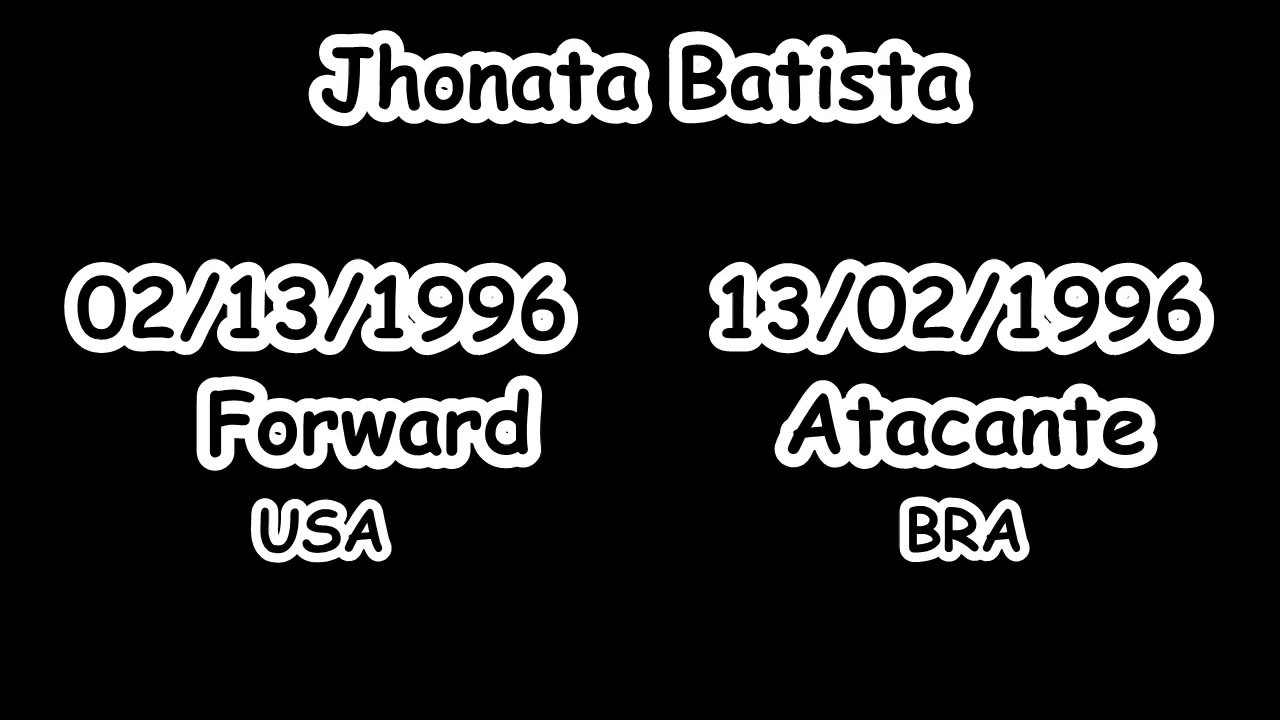 Jhonata Batista
02/13/1996
13/02/1996
Forward
Atacante
USA
BRA